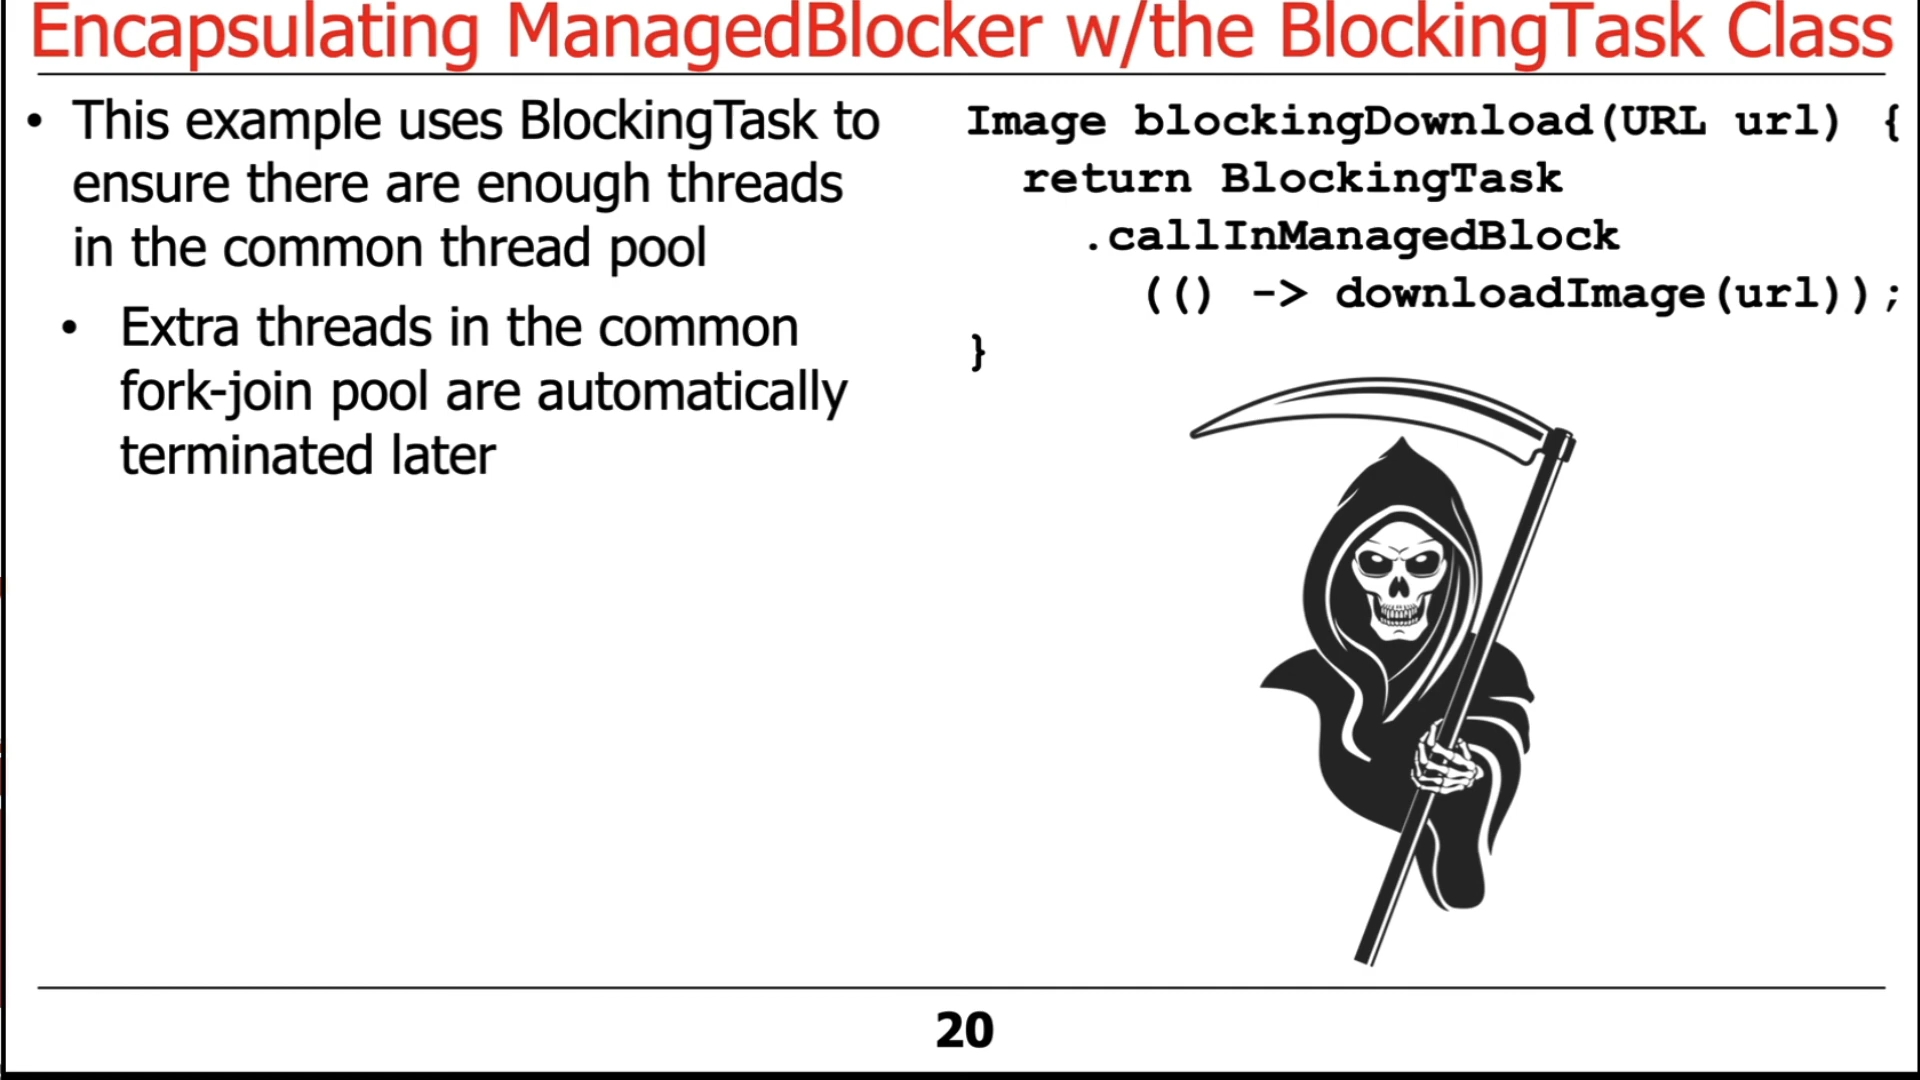 Encapsulating ManagedBlocker w/the BlockingTask Class
• This example uses BlockingTask to
ensure there are enough threads
in the common thread pool
• Extra threads in the common
fork-join pool are automatically
terminated later
Image blockingDownload(URL url) {
return BlockingTask
.callInManagedBlock
(() -> downloadImage(url));
}
20